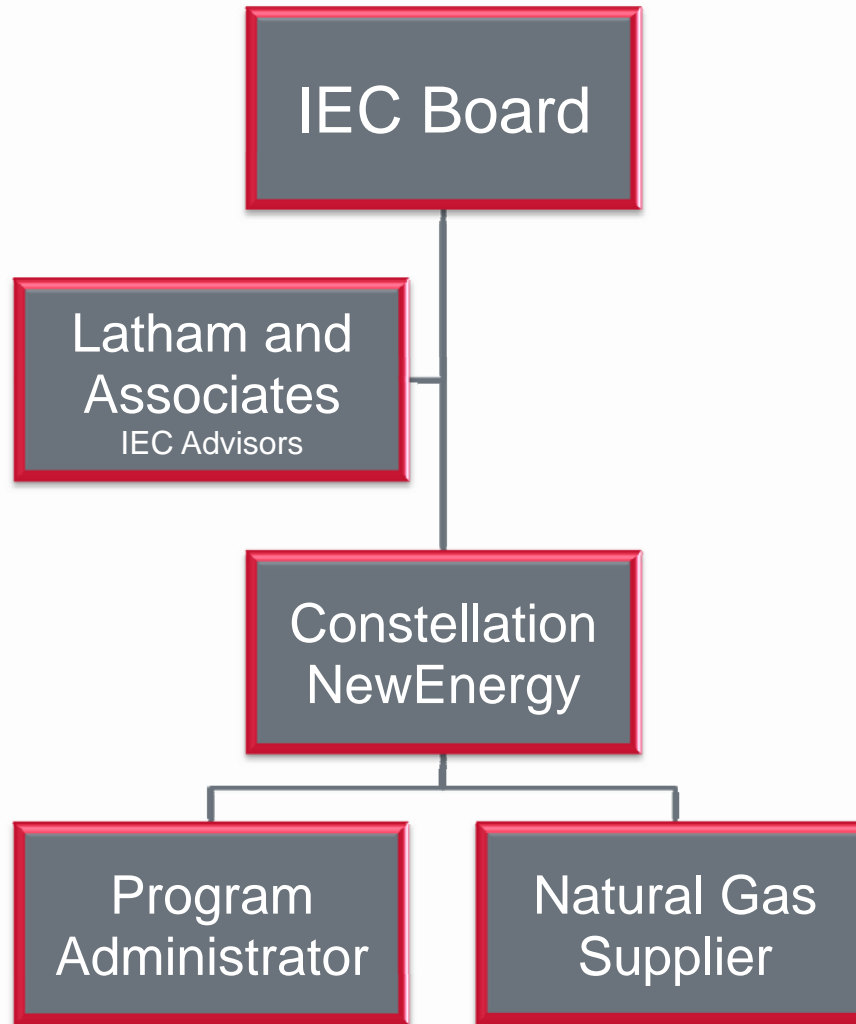 IEC Board
Latham and
Associates
IEC Advisors
Constellation
NewEnergy
Program
Administrator
Natural Gas
Supplier